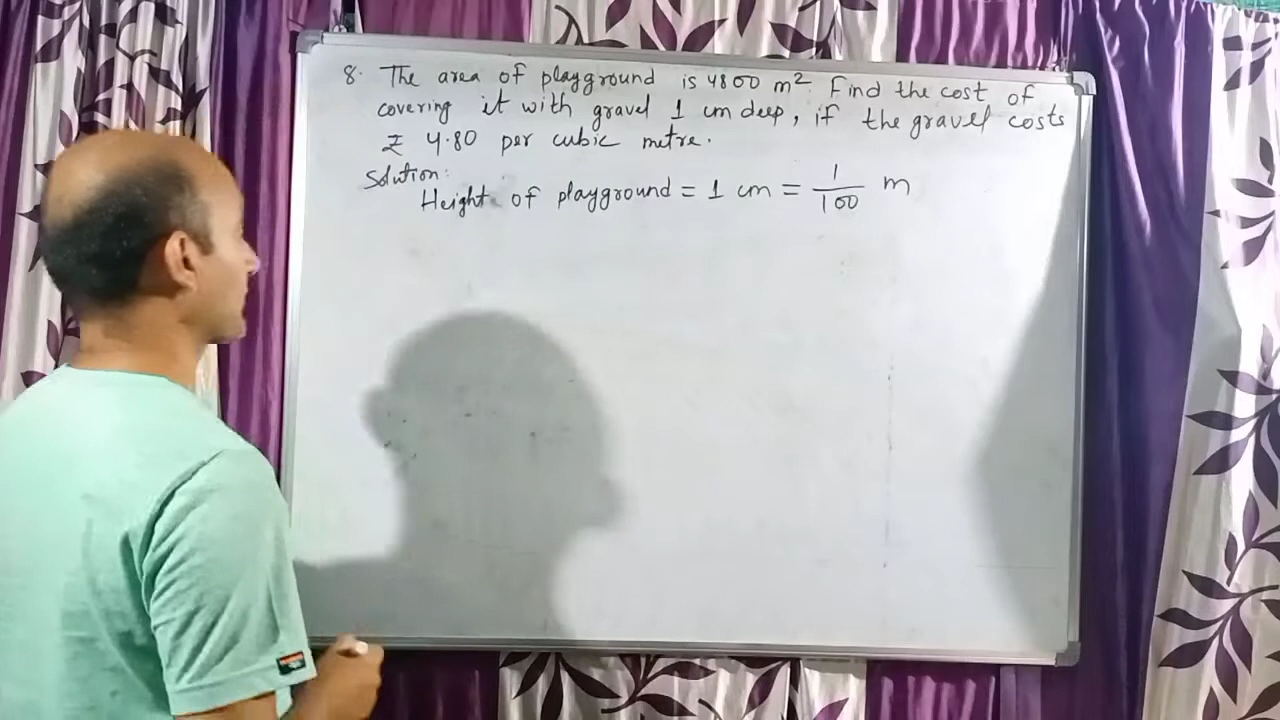 8. The area of playground is 4800 m². Find the cost of
covering it with gravel 1 cm deep, if the gravel costs
₹ 4.80 per cubic metre.
Solution:
Height of playground = 1 cm = 1/100 m